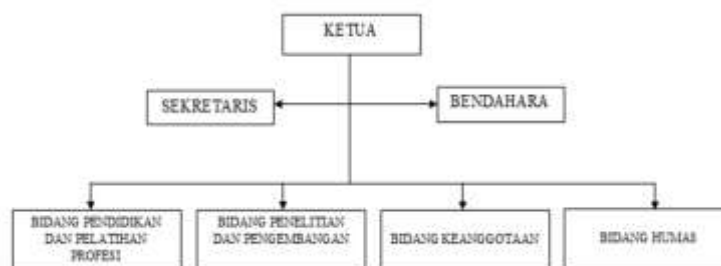 KETUA
SEKRETARIS
BENDAHARA
BIDANG PENDIDIKAN
DAN PELATIHAN
PROFESI
BIDANG PENELITIAN
DAN PENGEMBANGAN
BIDANG KEANGGOTAAN
BIDANG HUMAS